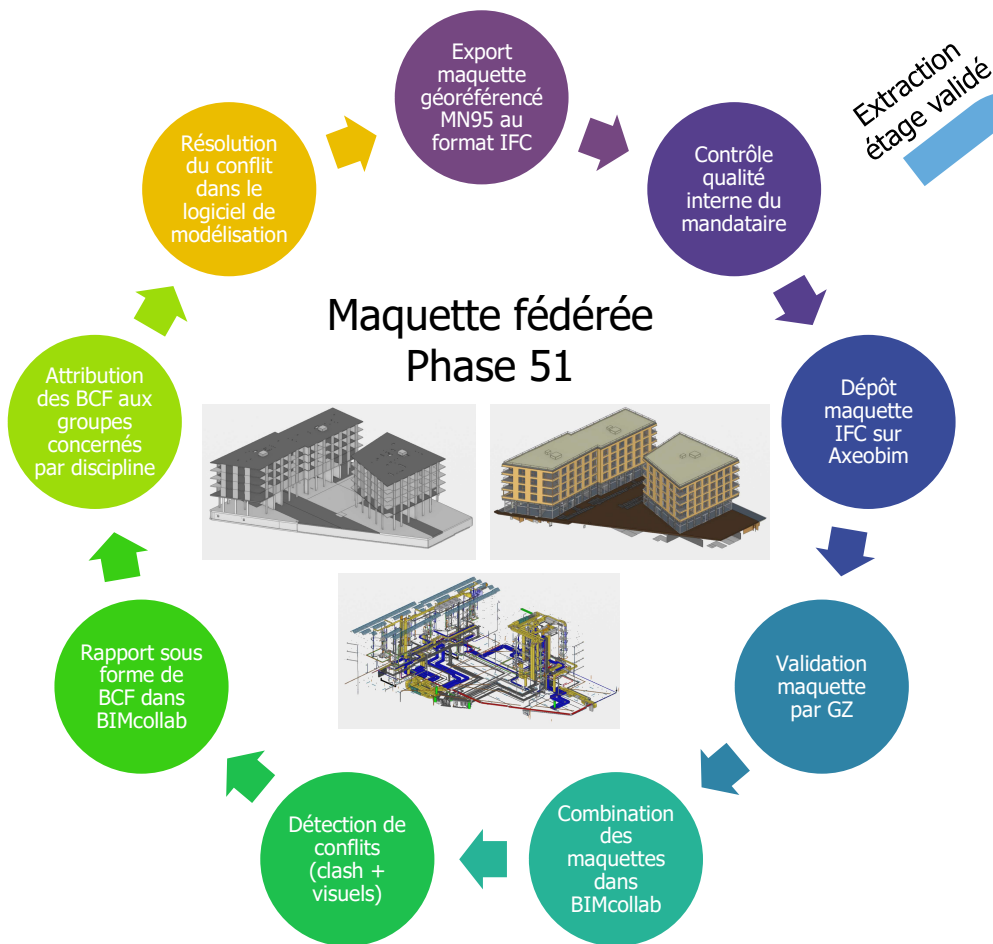 Export
maquette
géoréférencé
MN95 au
format IFC
Extraction
étage validé
Contrôle
qualité
interne du
mandataire
Dépôt
maquette
IFC sur
Axeobim
Validation
maquette
par GZ
Combination
des
maquettes
dans
BIMcollab
Détection de
conflits
(clash +
visuels)
Rapport sous
forme de
BCF dans
BIMcollab
Attribution
des BCF aux
groupes
concernés
par discipline
Résolution
du conflit
dans le
logiciel de
modélisation
Maquette fédérée
Phase 51